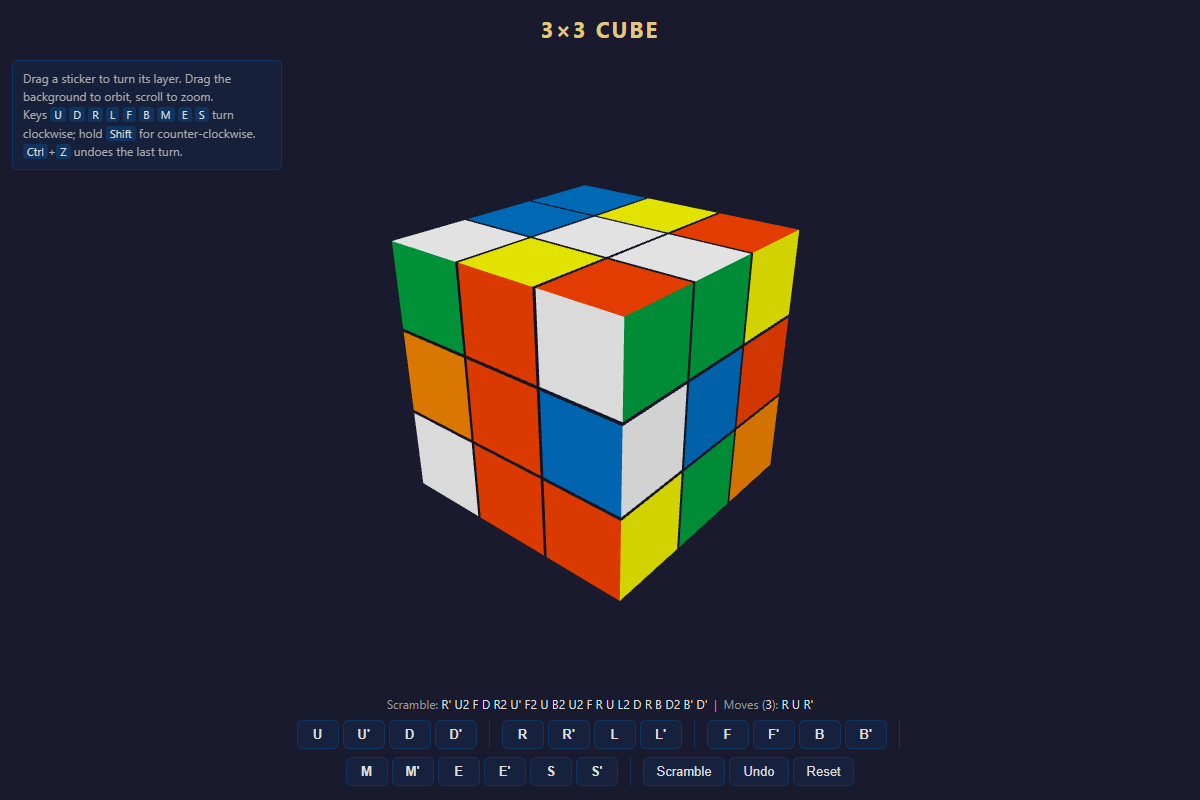 3×3 CUBE
Drag a sticker to turn its layer. Drag the
background to orbit, scroll to zoom.
Keys U D R L F B M E S turn
clockwise; hold Shift for counter-clockwise.
Ctrl + Z undoes the last turn.
Scramble: R' U2 F D R2 U' F2 U B2 U2 F R U L2 D R B D2 B' D' | Moves (3): R U R'
U U' D D' R R' L L' F F' B B'
M M' E E' S S' Scramble Undo Reset